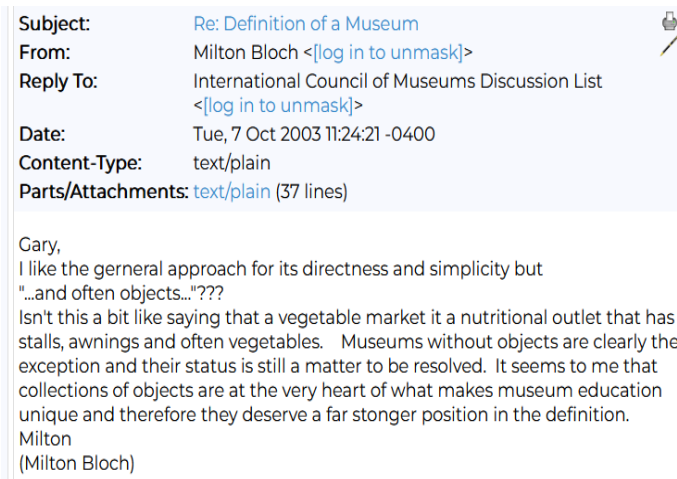 Subject: Re: Definition of a Museum
From: Milton Bloch <[log in to unmask]>
Reply To: International Council of Museums Discussion List
<[log in to unmask]>
Date: Tue, 7 Oct 2003 11:24:21 -0400
Content-Type: text/plain
Parts/Attachments: text/plain (37 lines)
Gary,
I like the gerneral approach for its directness and simplicity but
"...and often objects..."???
Isn't this a bit like saying that a vegetable market it a nutritional outlet that has
stalls, awnings and often vegetables. Museums without objects are clearly the
exception and their status is still a matter to be resolved. It seems to me that
collections of objects are at the very heart of what makes museum education
unique and therefore they deserve a far stonger position in the definition.
Milton
(Milton Bloch)